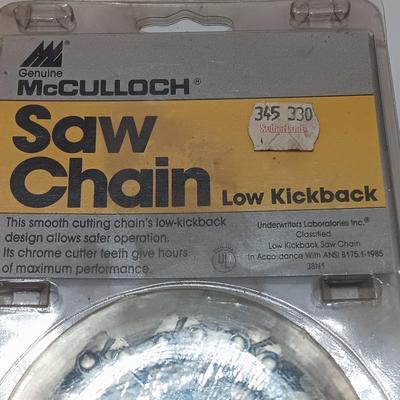 Genuine
McCULLOCH®
Saw
Chain
Low Kickback
345 330
Sutherlands
This smooth cutting chain's low-kickback
design allows safer operation.
Its chrome cutter teeth give hours
of maximum performance.
UL
Underwriters Laboratories Inc.®
Classified
Low Kickback Saw Chain
In Accordance With ANSI B175.1-1985
38N1